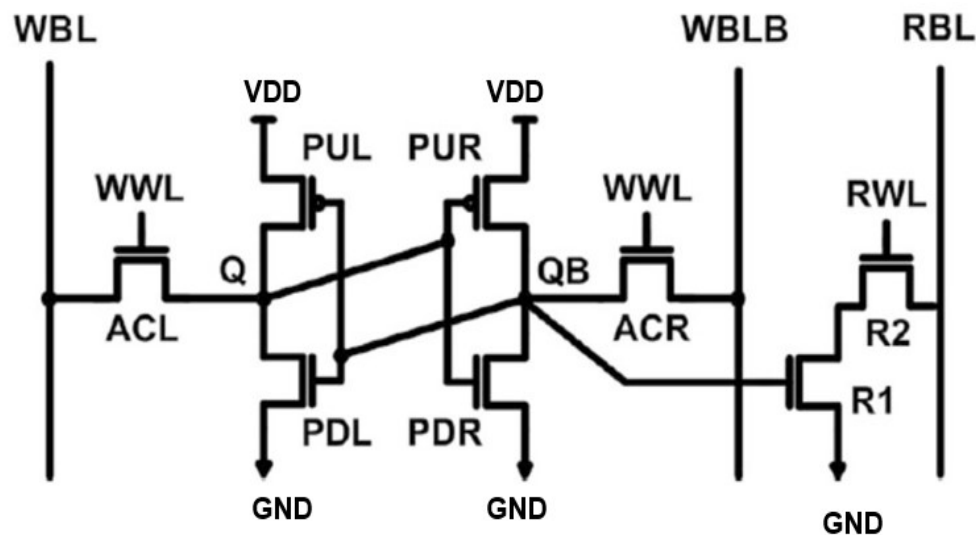 WBL
WBLB
RBL
VDD
VDD
PUL
PUR
WWL
WWL
RWL
Q
QB
ACL
ACR
R2
R1
PDL
PDR
GND
GND
GND